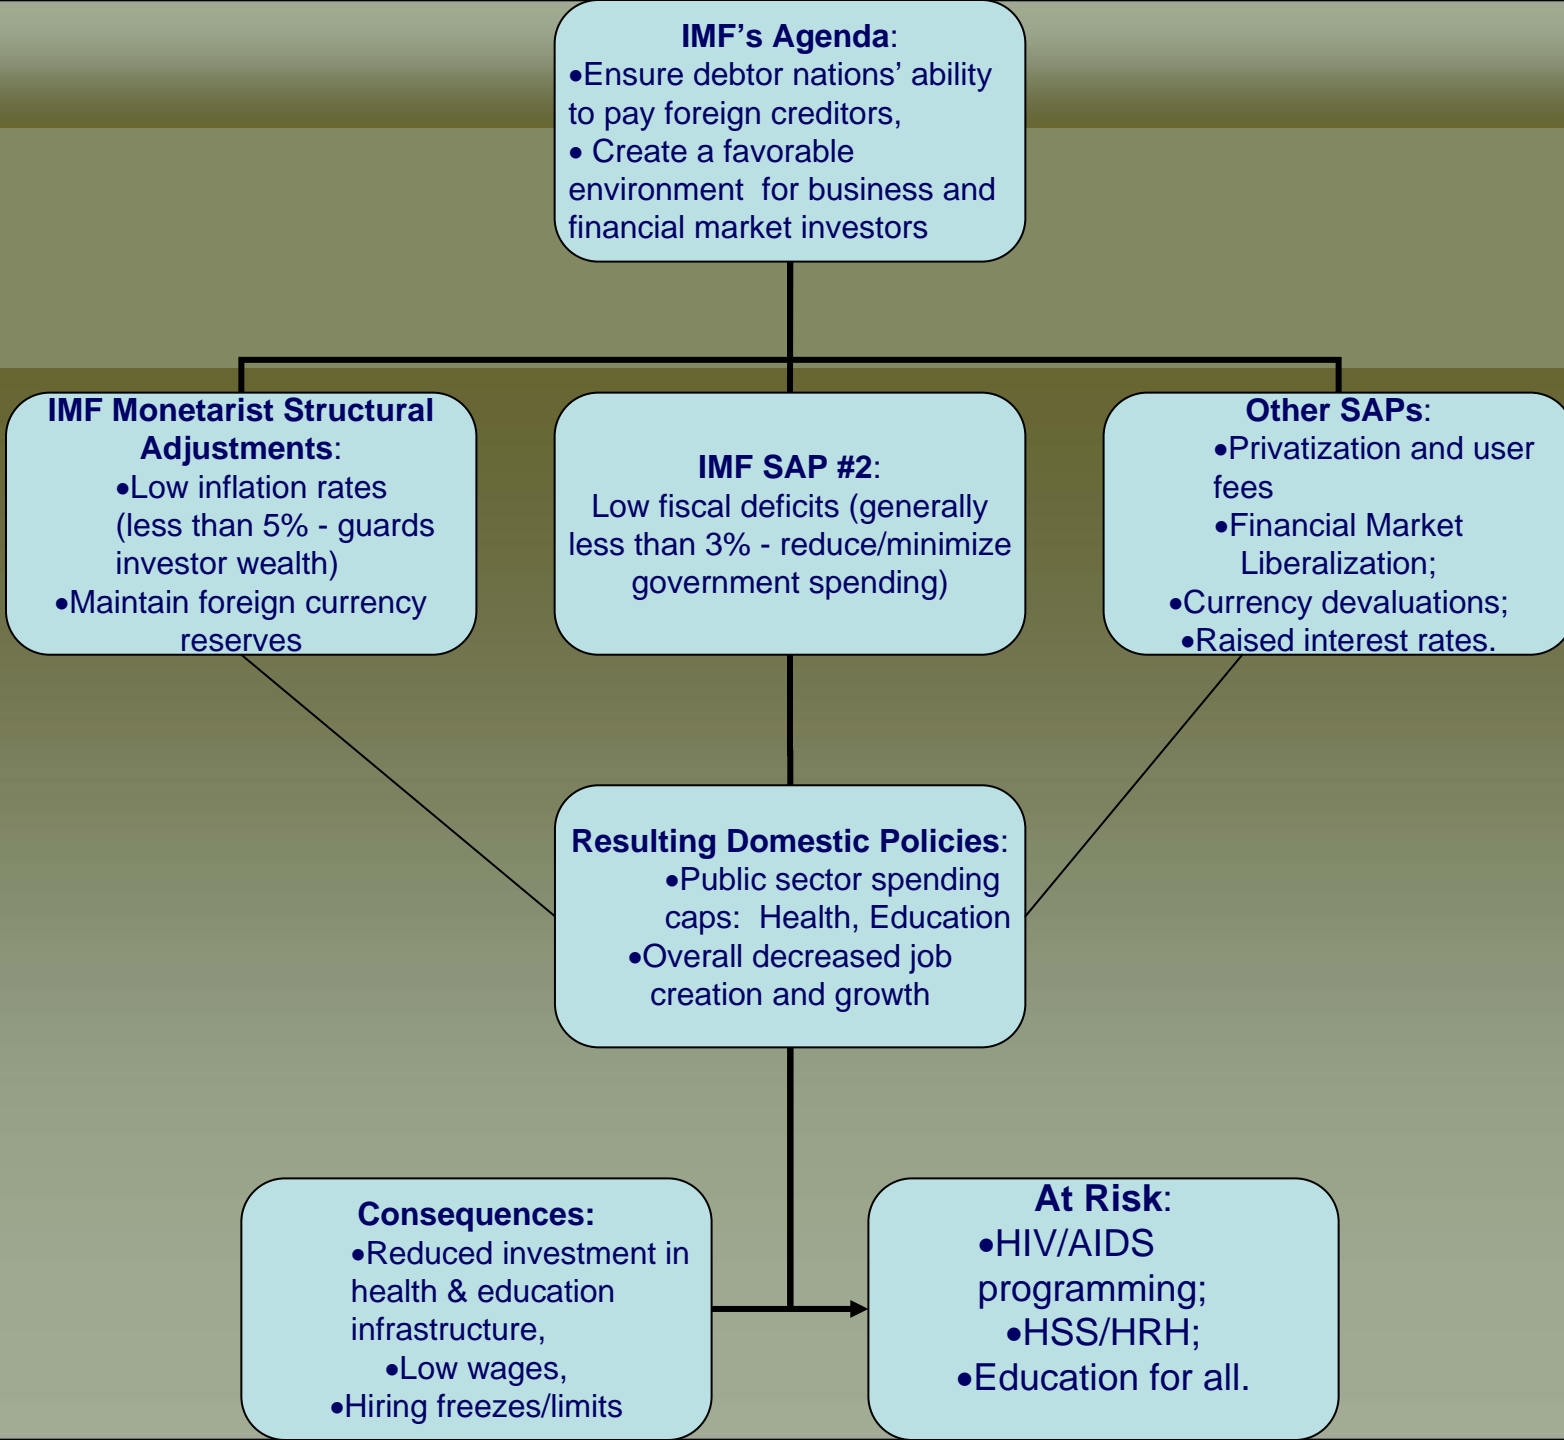 IMF's Agenda:
•Ensure debtor nations' ability
to pay foreign creditors,
• Create a favorable
environment for business and
financial market investors
IMF Monetarist Structural
Adjustments:
•Low inflation rates
(less than 5% - guards
investor wealth)
•Maintain foreign currency
reserves
IMF SAP #2:
Low fiscal deficits (generally
less than 3% - reduce/minimize
government spending)
Other SAPs:
•Privatization and user
fees
•Financial Market
Liberalization;
•Currency devaluations;
•Raised interest rates.
Resulting Domestic Policies:
•Public sector spending
caps: Health, Education
•Overall decreased job
creation and growth
Consequences:
•Reduced investment in
health & education
infrastructure,
•Low wages,
•Hiring freezes/limits
At Risk:
•HIV/AIDS
programming;
•HSS/HRH;
•Education for all.